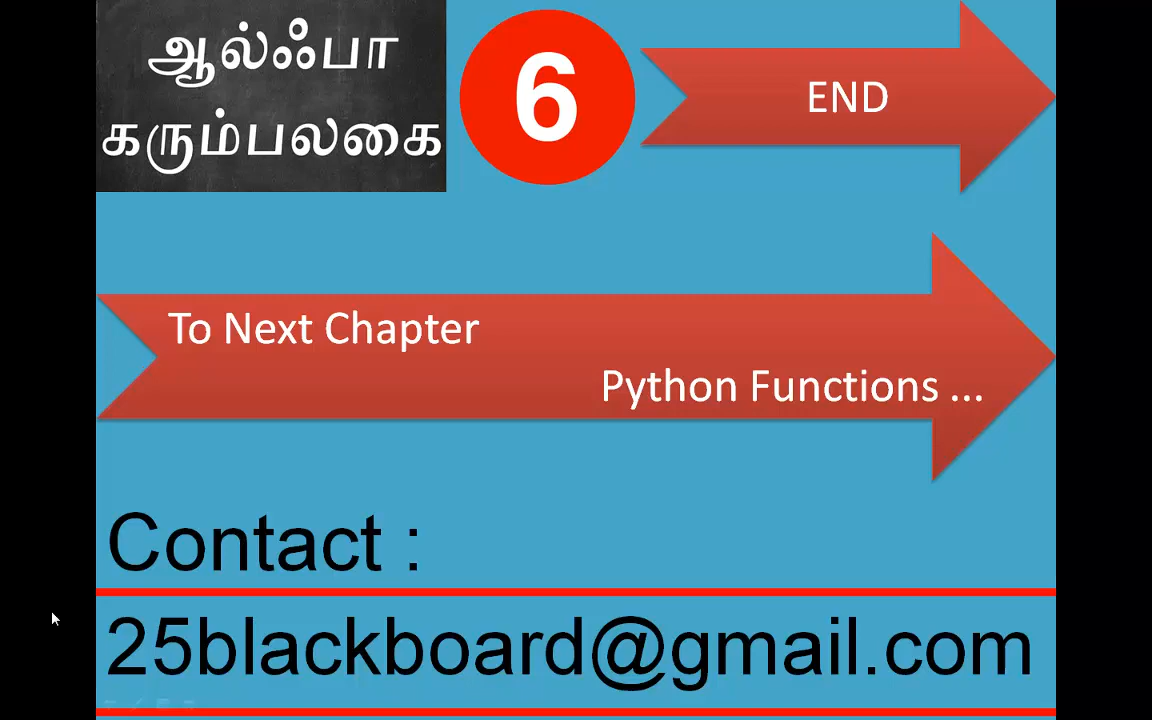 ஆல்ஃபா
கரும்பலகை
6
END
To Next Chapter
Python Functions ...
Contact :
25blackboard@gmail.com